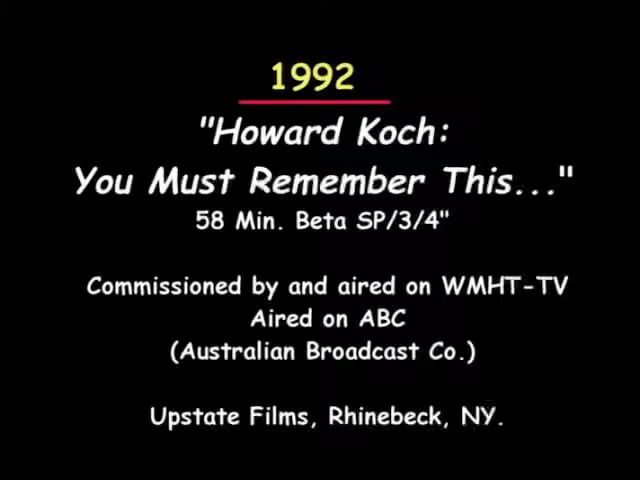 1992
"Howard Koch:
You Must Remember This..."
58 Min. Beta SP/3/4"
Commissioned by and aired on WMHT-TV
Aired on ABC
(Australian Broadcast Co.)
Upstate Films, Rhinebeck, NY.